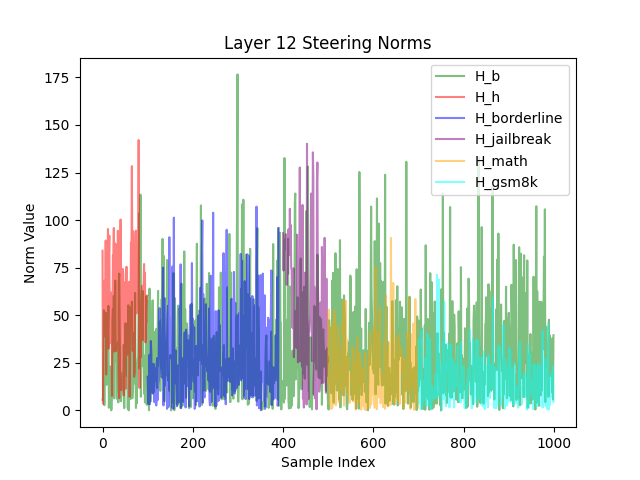 Layer 12 Steering Norms
H_b
H_h
H_borderline
H_jailbreak
H_math
H_gsm8k
Norm Value
175
150
125
100
75
50
25
0
0 200 400 600 800 1000
Sample Index